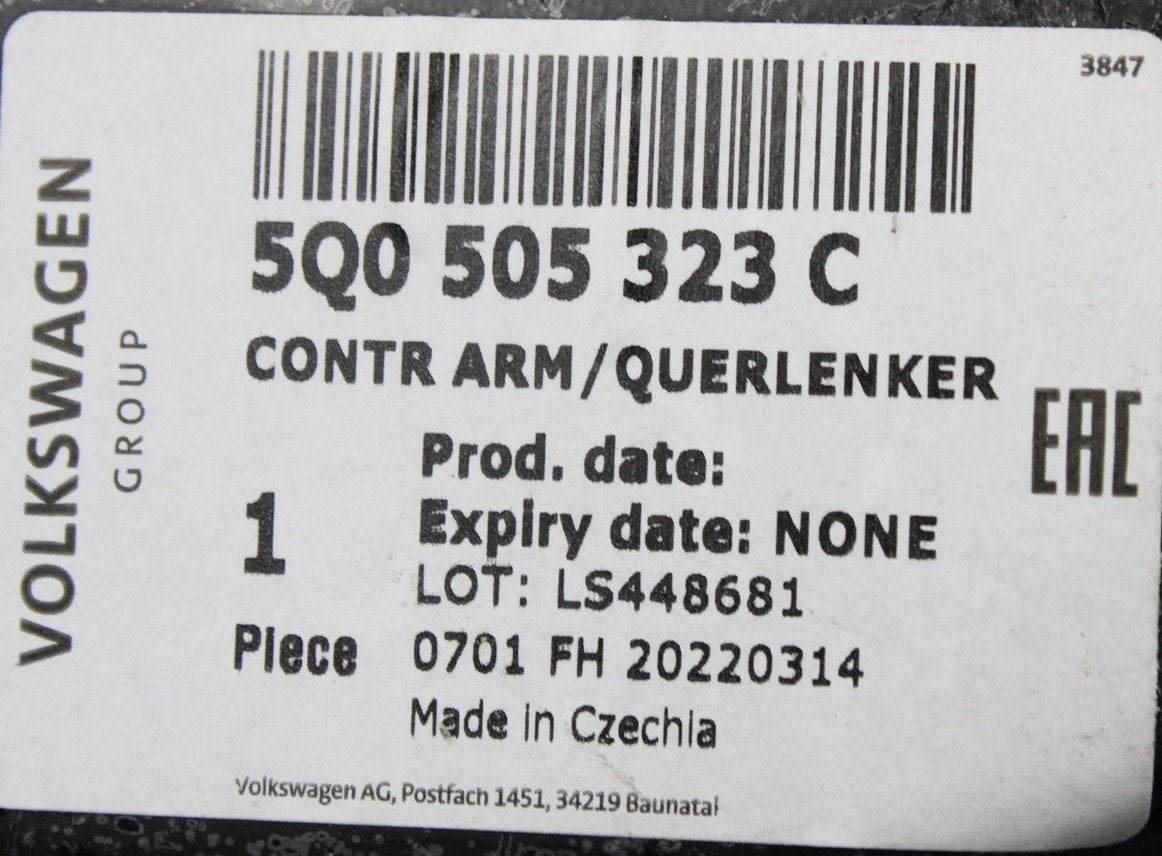 3847
VOLKSWAGEN
GROUP
5Q0 505 323 C
CONTR ARM/QUERLENKER
EAC
Prod. date:
Expiry date: NONE
1
LOT: LS448681
Piece
0701 FH 20220314
Made in Czechia
Volkswagen AG, Postfach 1451, 34219 Baunatal